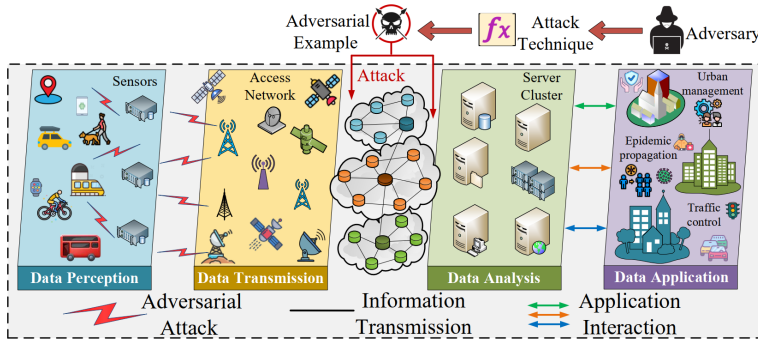 Adversarial
Example
fx
Attack
Technique
Adversary
Sensors
Access
Network
Attack
Server
Cluster
Urban
management
Epidemic
propagation
Traffic
control
Data Perception
Data Transmission
Data Analysis
Data Application
Adversarial
Attack
Information
Transmission
Application
Interaction